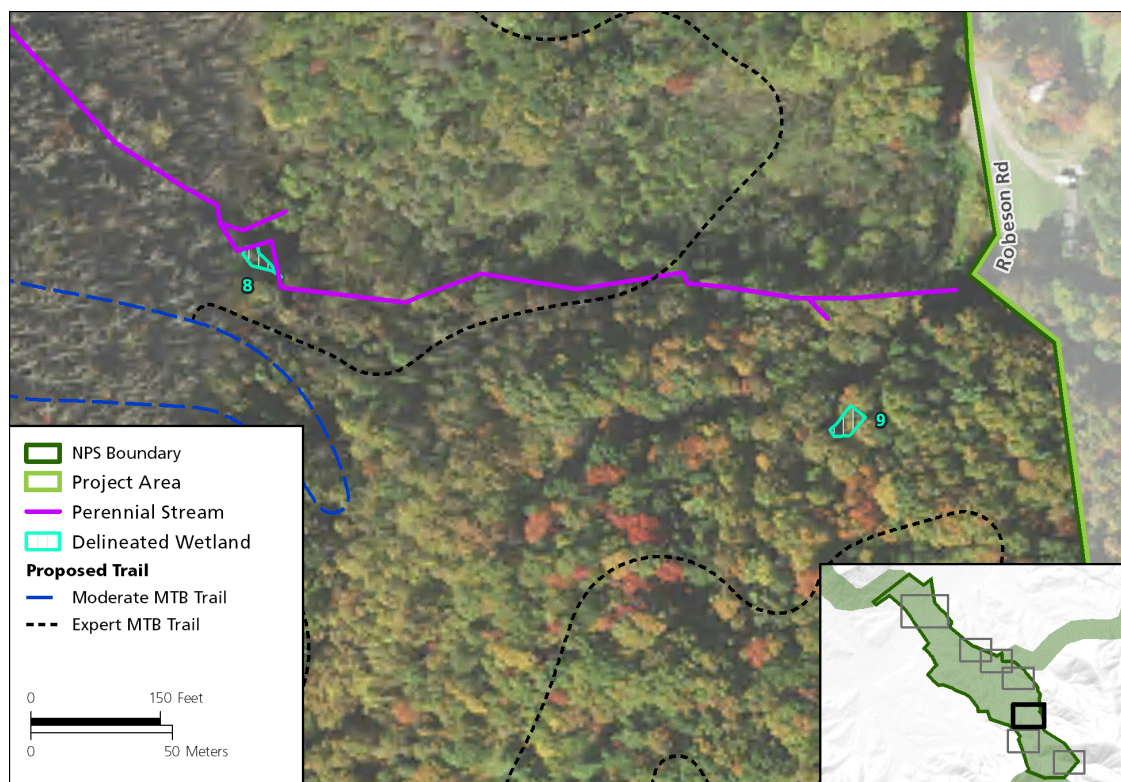 Robeson Rd
8
9
NPS Boundary
Project Area
Perennial Stream
Delineated Wetland
Proposed Trail
Moderate MTB Trail
Expert MTB Trail
0 150 Feet
0 50 Meters